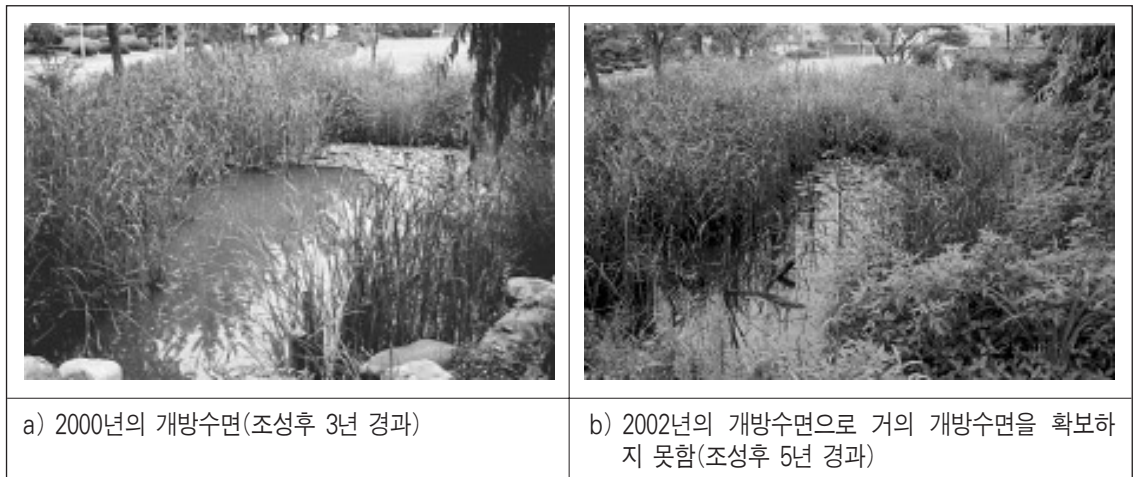 a) 2000년의 개방수면(조성후 3년 경과)
b) 2002년의 개방수면으로 거의 개방수면을 확보하
지 못함(조성후 5년 경과)